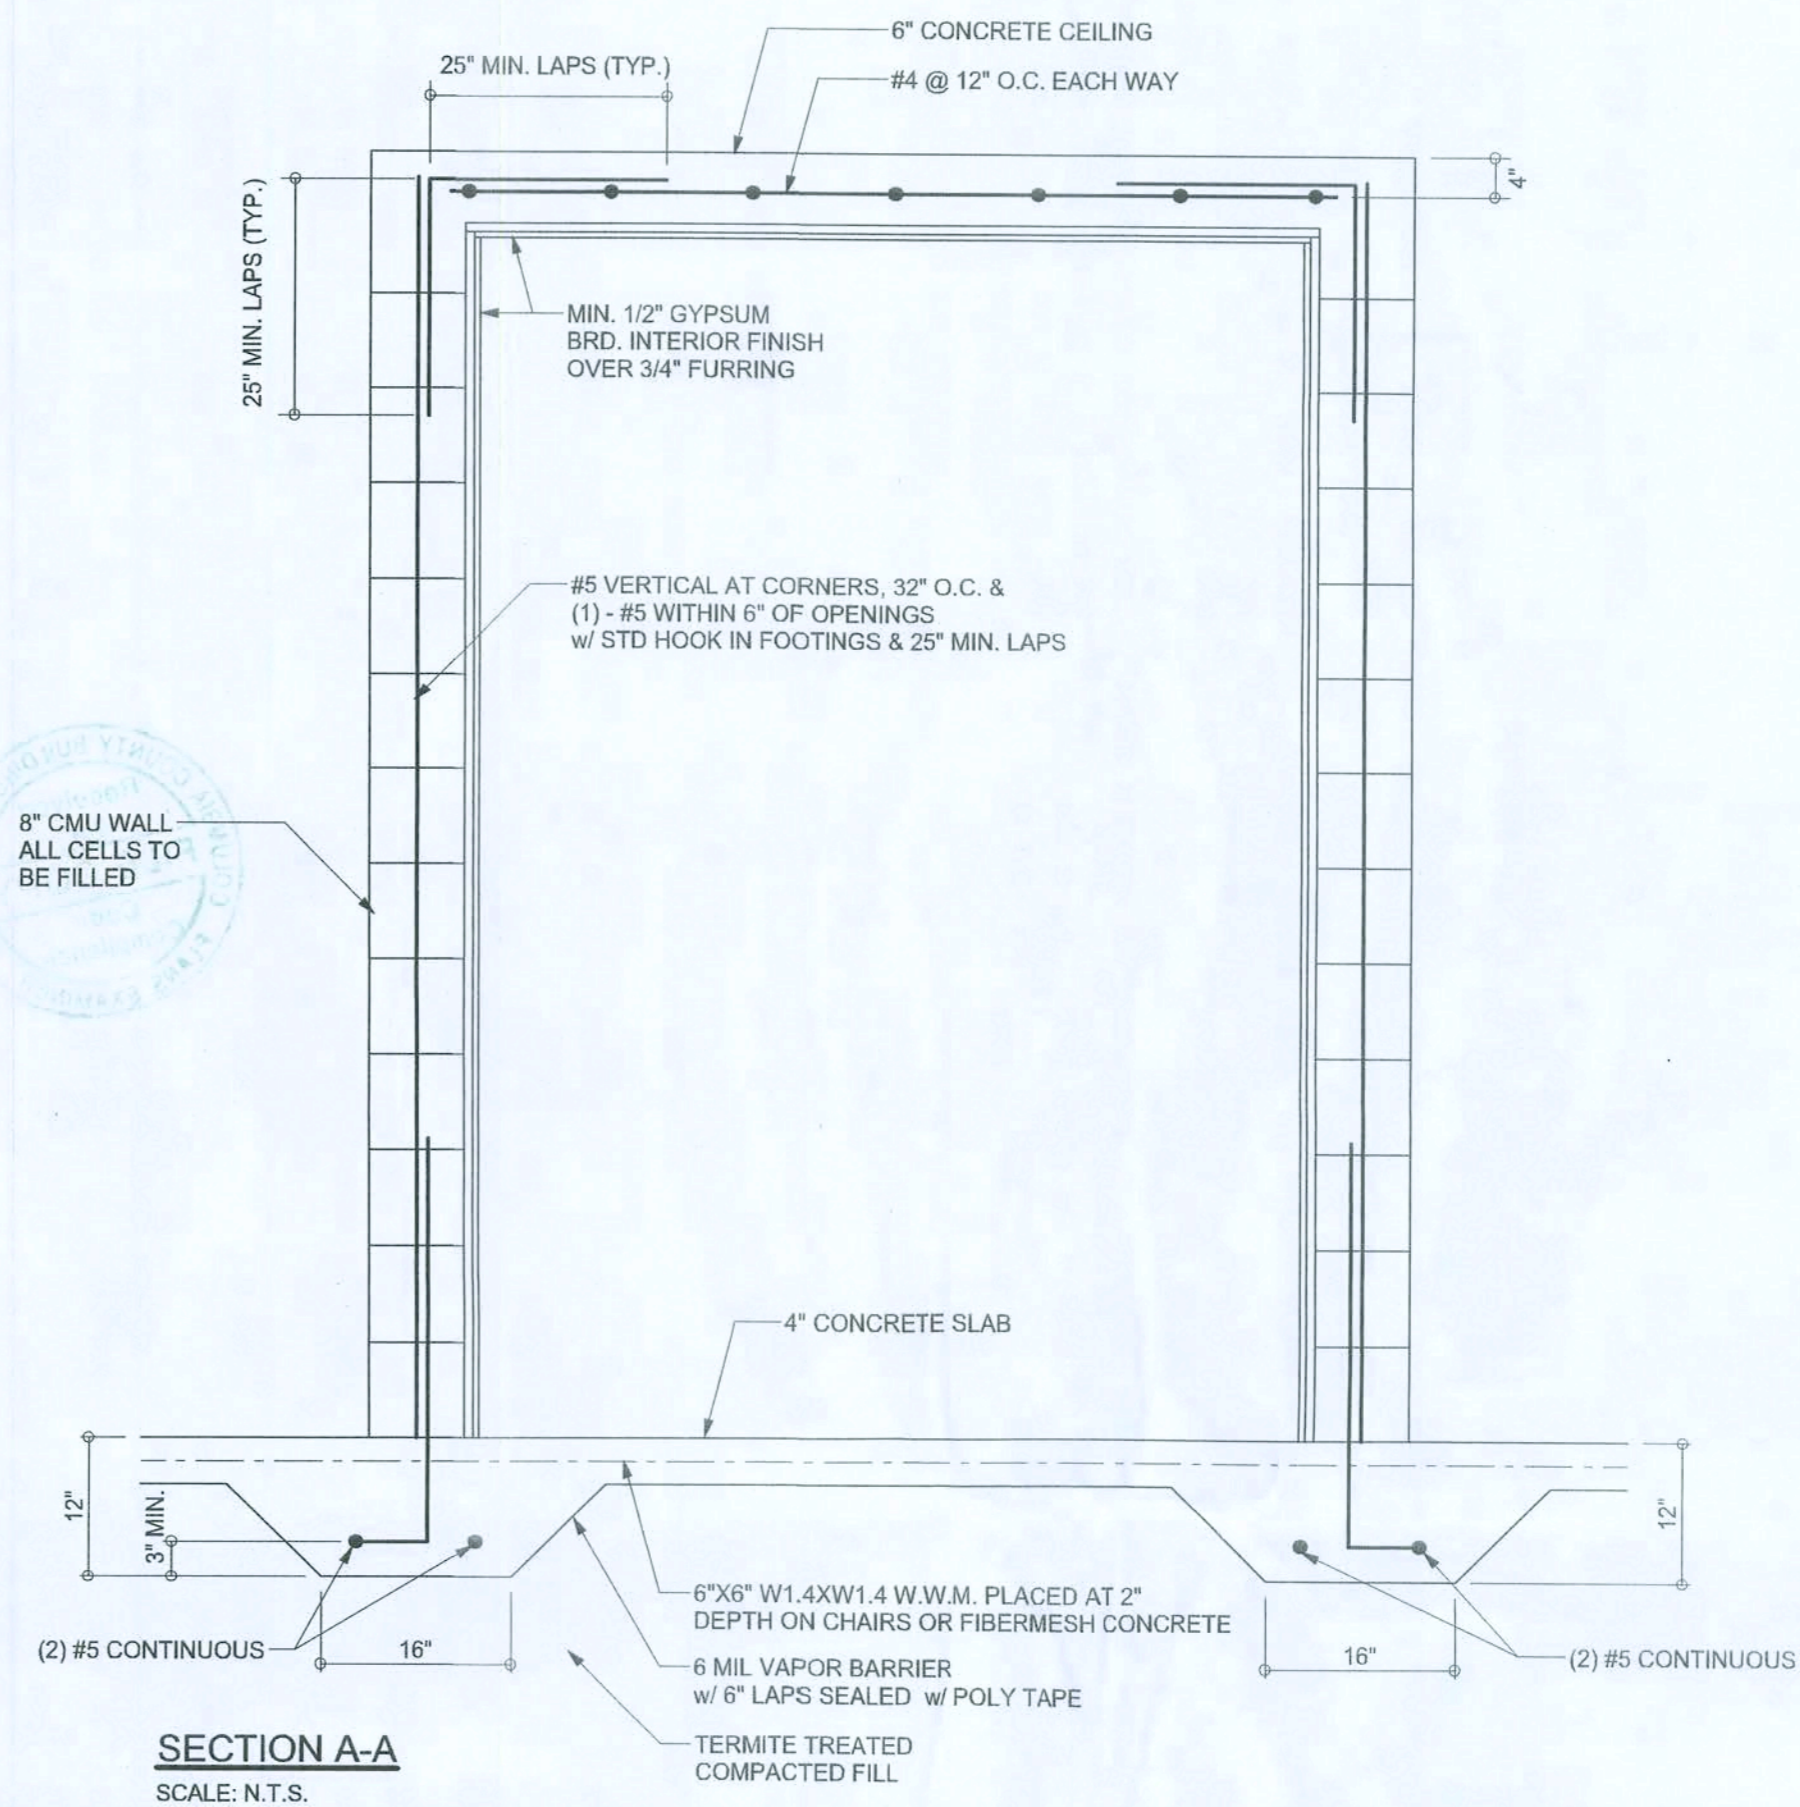 6" CONCRETE CEILING
25" MIN. LAPS (TYP.)
#4 @ 12" O.C. EACH WAY
4"
25" MIN. LAPS (TYP.)
MIN. 1/2" GYPSUM
BRD. INTERIOR FINISH
OVER 3/4" FURRING
#5 VERTICAL AT CORNERS, 32" O.C. &
(1) - #5 WITHIN 6" OF OPENINGS
w/ STD HOOK IN FOOTINGS & 25" MIN. LAPS
8" CMU WALL
ALL CELLS TO
BE FILLED
4" CONCRETE SLAB
12"
3" MIN.
12"
6"X6" W1.4XW1.4 W.W.M. PLACED AT 2"
DEPTH ON CHAIRS OR FIBERMESH CONCRETE
(2) #5 CONTINUOUS
16"
16"
(2) #5 CONTINUOUS
6 MIL VAPOR BARRIER
w/ 6" LAPS SEALED w/ POLY TAPE
TERMITE TREATED
COMPACTED FILL
SECTION A-A
SCALE: N.T.S.
COUNTY
PLANS